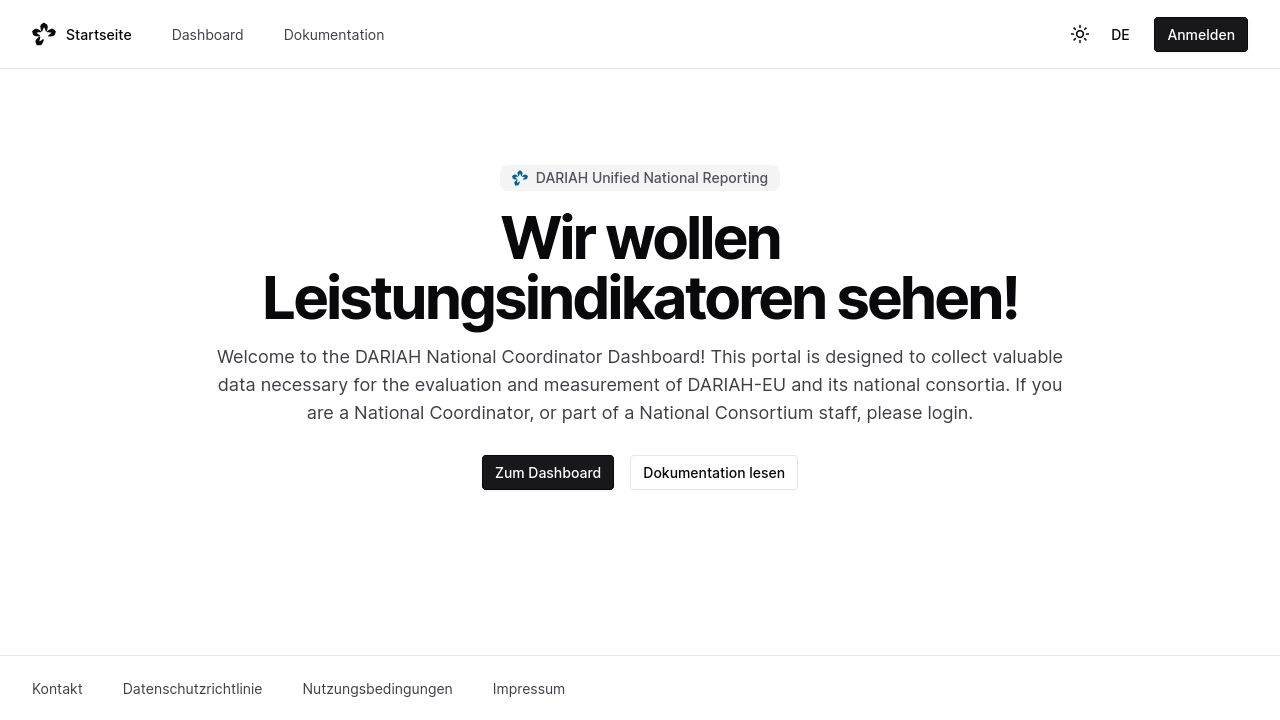 Startseite Dashboard Dokumentation DE Anmelden
DARIAH Unified National Reporting
Wir wollen
Leistungsindikatoren sehen!
Welcome to the DARIAH National Coordinator Dashboard! This portal is designed to collect valuable
data necessary for the evaluation and measurement of DARIAH-EU and its national consortia. If you
are a National Coordinator, or part of a National Consortium staff, please login.
Zum Dashboard Dokumentation lesen
Kontakt Datenschutzrichtlinie Nutzungsbedingungen Impressum